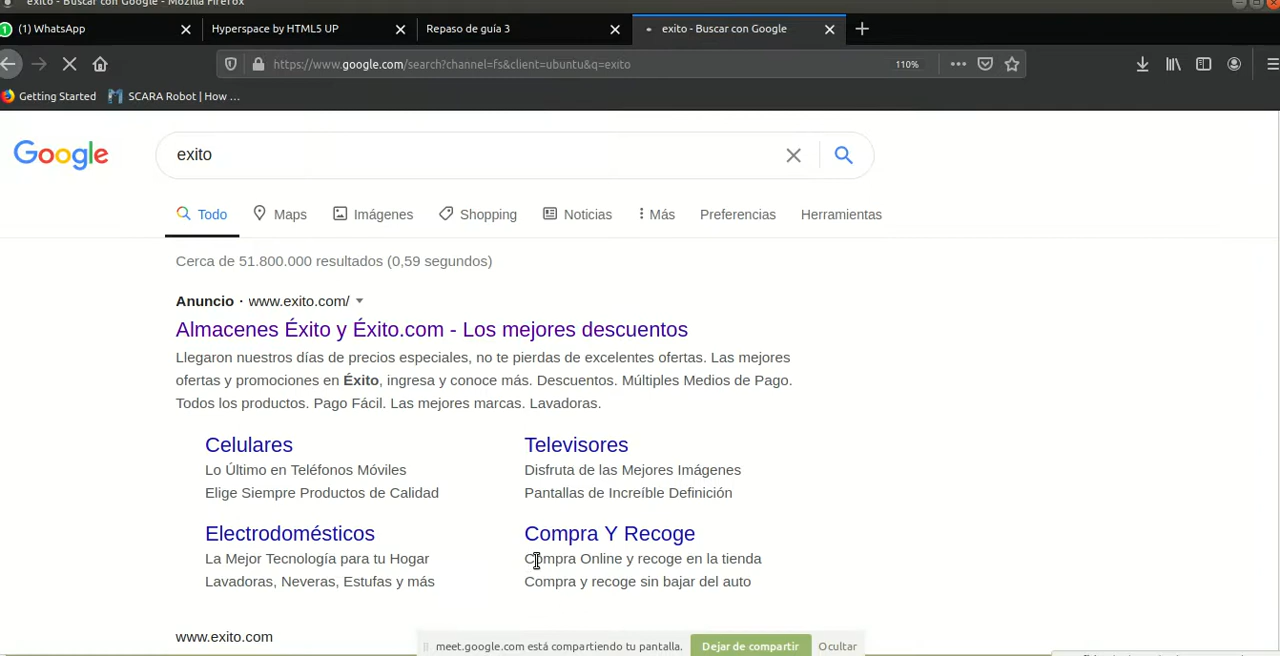 exito - Buscar con Google - Mozilla Firefox
(1) WhatsApp
Hyperspace by HTML5 UP
Repaso de guía 3
exito - Buscar con Google
https://www.google.com/search?channel=fs&client=ubuntu&q=exito
110%
Getting Started
SCARA Robot | How ...
Google
exito
Todo
Maps
Imágenes
Shopping
Noticias
Más
Preferencias
Herramientas
Cerca de 51.800.000 resultados (0,59 segundos)
Anuncio · www.exito.com/
Almacenes Éxito y Éxito.com - Los mejores descuentos
Llegaron nuestros días de precios especiales, no te pierdas de excelentes ofertas. Las mejores
ofertas y promociones en Éxito, ingresa y conoce más. Descuentos. Múltiples Medios de Pago.
Todos los productos. Pago Fácil. Las mejores marcas. Lavadoras.
Celulares
Lo Último en Teléfonos Móviles
Elige Siempre Productos de Calidad
Televisores
Disfruta de las Mejores Imágenes
Pantallas de Increíble Definición
Electrodomésticos
La Mejor Tecnología para tu Hogar
Lavadoras, Neveras, Estufas y más
Compra Y Recoge
Compra Online y recoge en la tienda
Compra y recoge sin bajar del auto
www.exito.com
meet.google.com está compartiendo tu pantalla.
Dejar de compartir
Ocultar